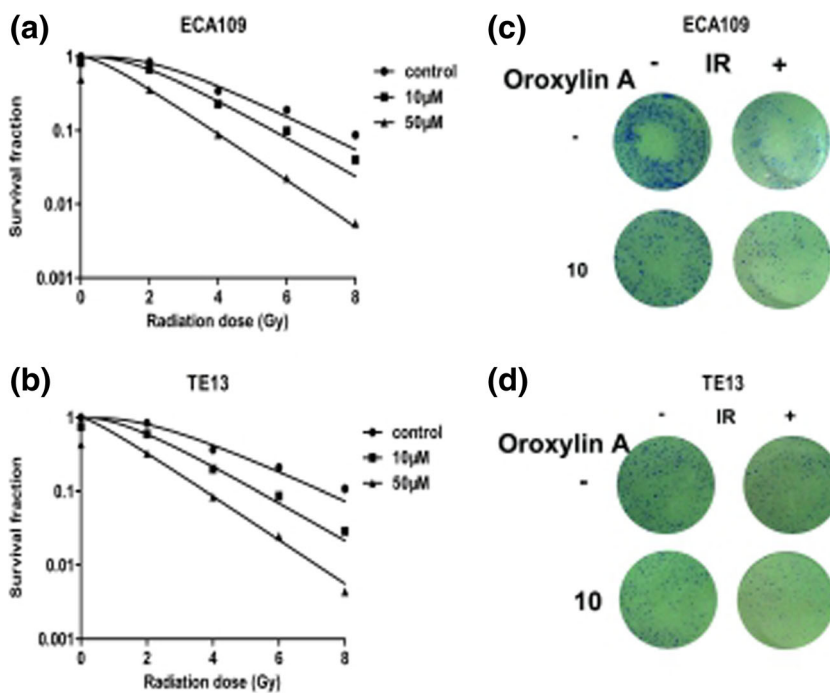 (a)
ECA109
Survival fraction
1
0.1
0.01
0.001
0 2 4 6 8
Radiation dose (Gy)
control
10μM
50μM
(c)
ECA109
- IR +
Oroxylin A
-
10
(b)
TE13
Survival fraction
1
0.1
0.01
0.001
0 2 4 6 8
Radiation dose (Gy)
control
10μM
50μM
(d)
TE13
- IR +
Oroxylin A
-
10